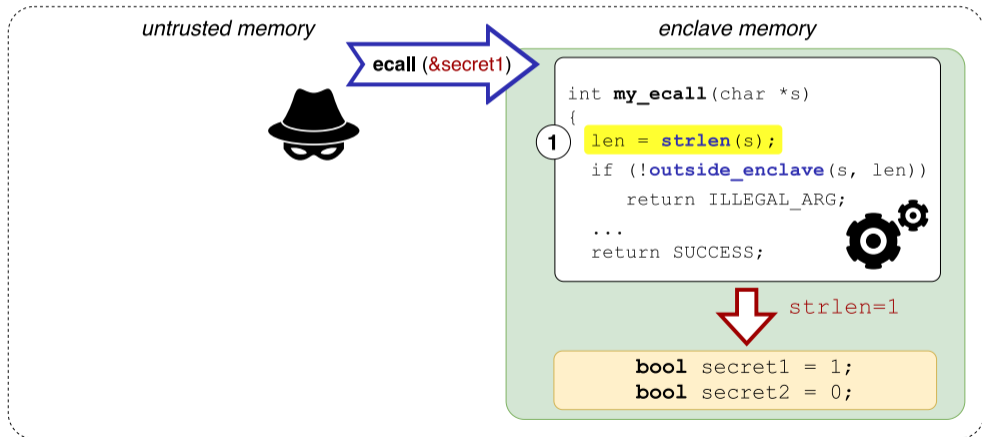 untrusted memory
enclave memory
ecall (&secret1)
int my_ecall(char *s)
{
1
len = strlen(s);
if (!outside_enclave(s, len))
return ILLEGAL_ARG;
...
return SUCCESS;
strlen=1
bool secret1 = 1;
bool secret2 = 0;